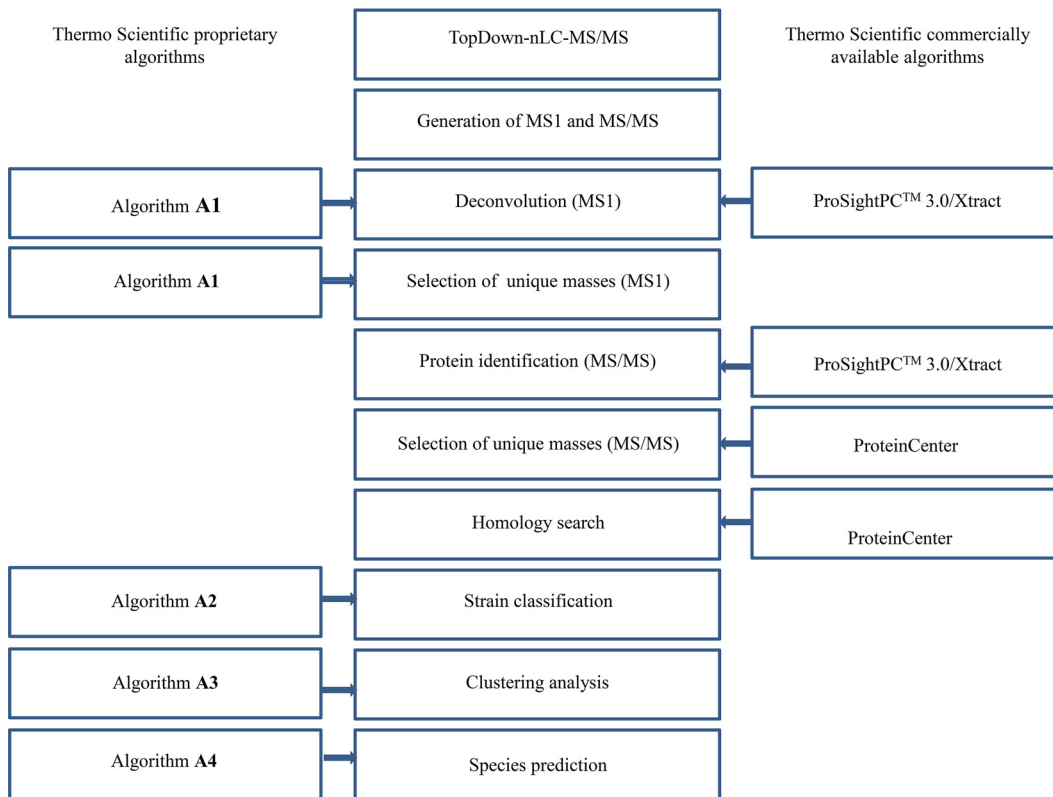 Thermo Scientific proprietary
algorithms
TopDown-nLC-MS/MS
Thermo Scientific commercially
available algorithms
Generation of MS1 and MS/MS
Algorithm A1
Deconvolution (MS1)
ProSightPC™ 3.0/Xtract
Algorithm A1
Selection of unique masses (MS1)
Protein identification (MS/MS)
ProSightPC™ 3.0/Xtract
Selection of unique masses (MS/MS)
ProteinCenter
Homology search
ProteinCenter
Algorithm A2
Strain classification
Algorithm A3
Clustering analysis
Algorithm A4
Species prediction